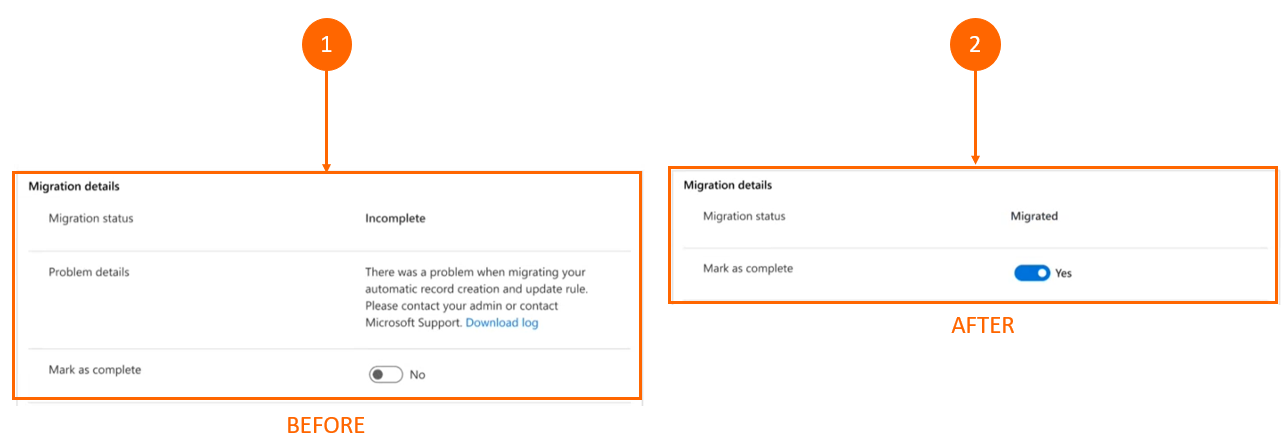 1
Migration details
Migration status Incomplete
Problem details There was a problem when migrating your
automatic record creation and update rule.
Please contact your admin or contact
Microsoft Support. Download log
Mark as complete No
BEFORE
2
Migration details
Migration status Migrated
Mark as complete Yes
AFTER